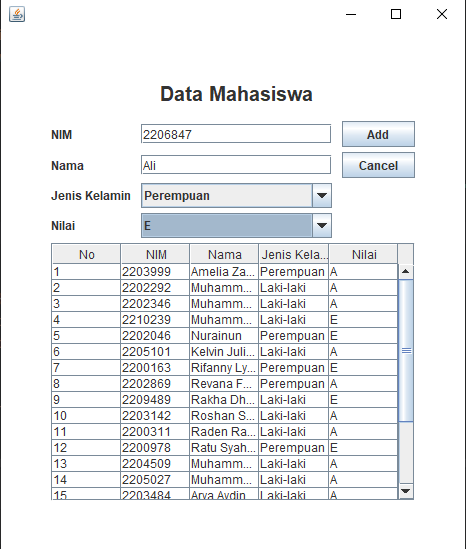 Data Mahasiswa
NIM 2206847 Add
Nama Ali Cancel
Jenis Kelamin Perempuan
Nilai E
No NIM Nama Jenis Kela... Nilai
1 2203999 Amelia Za... Perempuan A
2 2202292 Muhamm... Laki-laki A
3 2202346 Muhamm... Laki-laki A
4 2210239 Muhamm... Laki-laki E
5 2202046 Nurainun Perempuan E
6 2205101 Kelvin Juli... Laki-laki A
7 2200163 Rifanny Ly... Perempuan E
8 2202869 Revana F... Perempuan A
9 2209489 Rakha Dh... Laki-laki E
10 2203142 Roshan S... Laki-laki A
11 2200311 Raden Ra... Laki-laki A
12 2200978 Ratu Syah... Perempuan E
13 2204509 Muhamm... Laki-laki A
14 2205027 Muhamm... Laki-laki A
15 2203484 Arya Aydin Laki-laki A